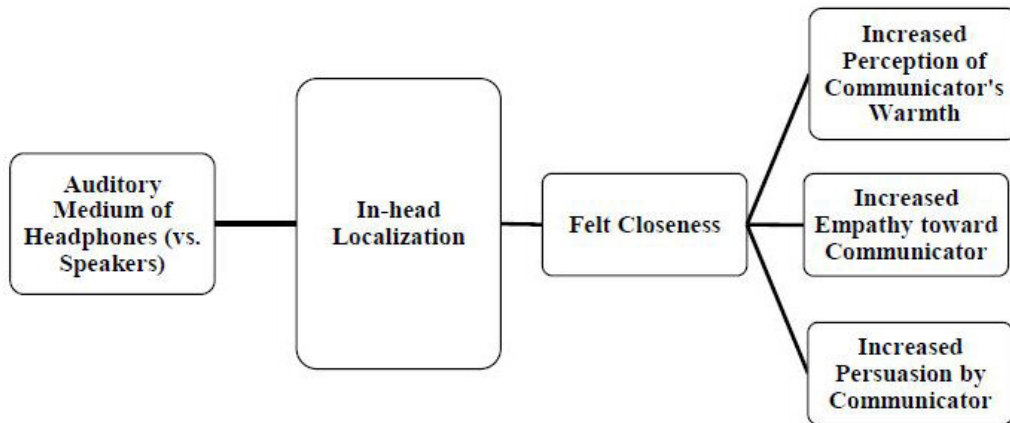 Auditory
Medium of
Headphones (vs.
Speakers)
In-head
Localization
Felt Closeness
Increased
Perception of
Communicator's
Warmth
Increased
Empathy toward
Communicator
Increased
Persuasion by
Communicator